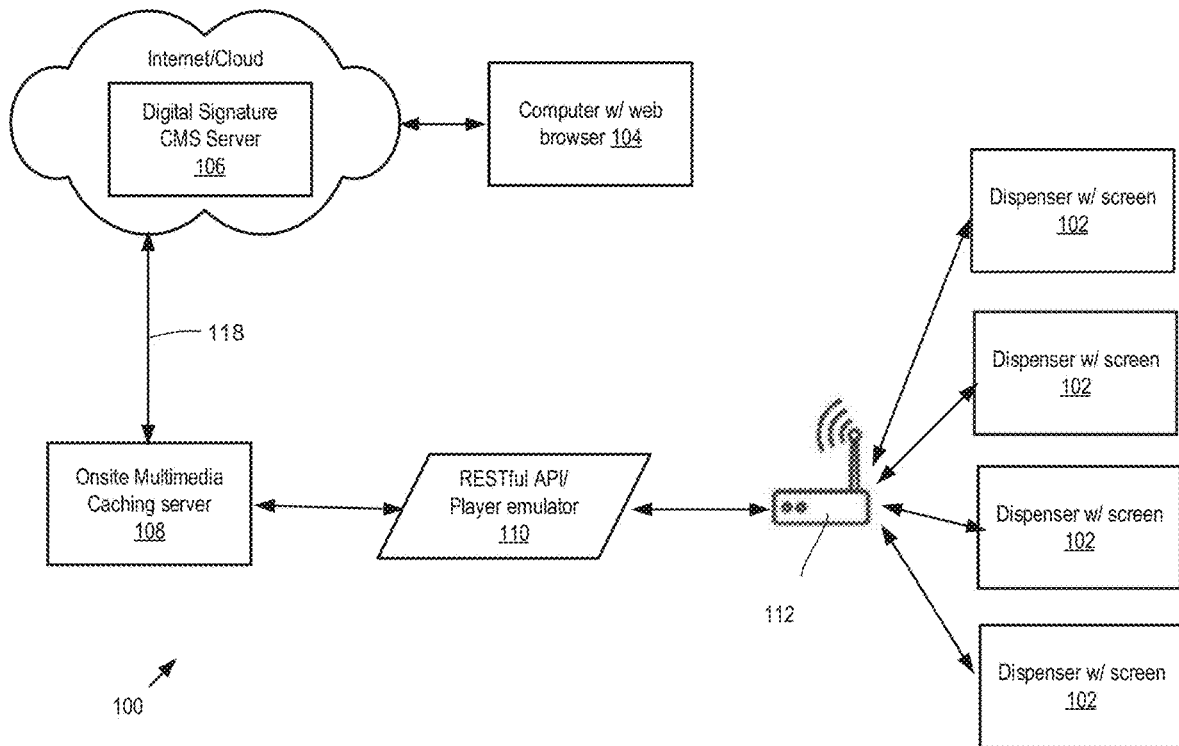 Internet/Cloud
Digital Signature
CMS Server
106
Computer w/ web
browser 104
Dispenser w/ screen
102
118
Dispenser w/ screen
102
Onsite Multimedia
Caching server
108
RESTful API/
Player emulator
110
Dispenser w/ screen
102
112
Dispenser w/ screen
102
100